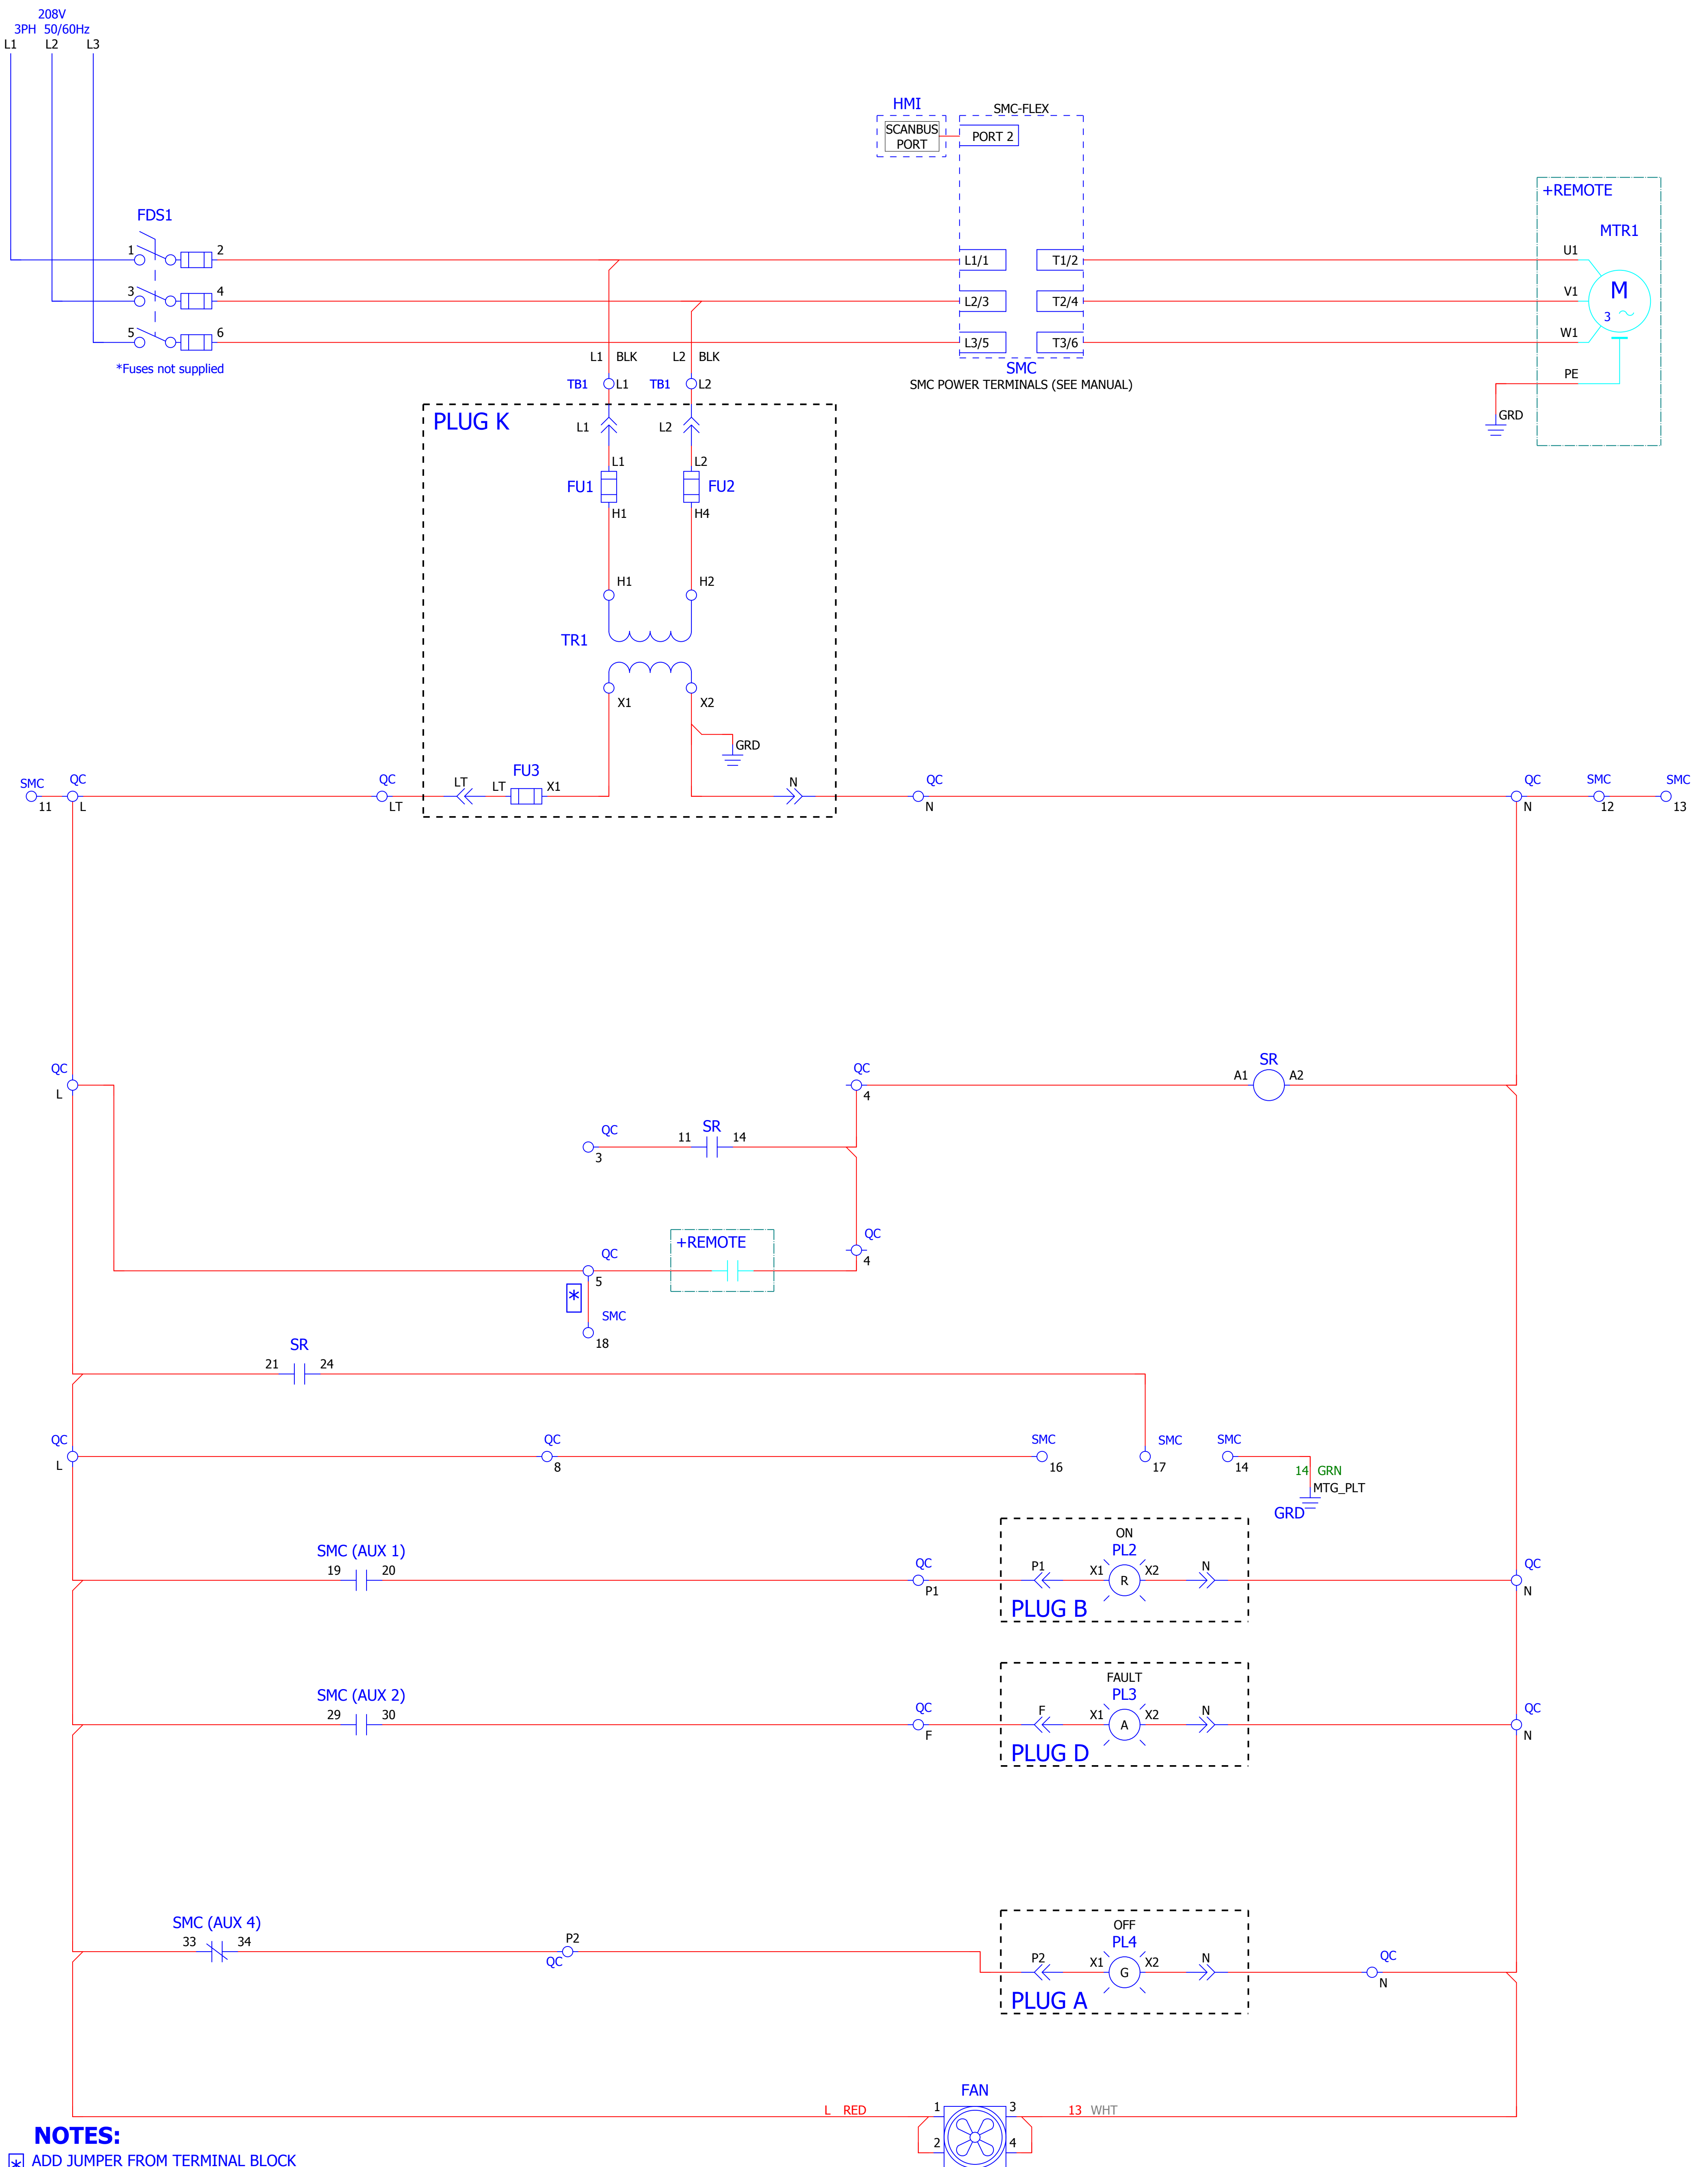 208V
3PH 50/60Hz
L1 L2 L3
HMI
SMC-FLEX
SCANBUS
PORT
PORT 2
+REMOTE
MTR1
FDS1
1 2
3 4
5 6
*Fuses not supplied
L1/1 T1/2
L2/3 T2/4
L3/5 T3/6
U1
V1
W1
PE
M
3
GRD
SMC
SMC POWER TERMINALS (SEE MANUAL)
L1 BLK L2 BLK
TB1 L1 TB1 L2
PLUG K
L1 L2
L1 L2
FU1 FU2
H1 H4
H1 H2
TR1
X1 X2
GRD
SMC QC QC LT LT FU3 X1 N QC QC SMC SMC
11 L LT N N 12 13
QC QC SR
L 4 A1 A2
QC SR
3 11 14
+REMOTE
QC QC
5 4
*
SMC
18
SR
21 24
QC QC SMC SMC SMC
L 8 16 17 14
14 GRN
MTG_PLT
GRD
SMC (AUX 1)
19 20
QC
P1
ON
PL2
P1 X1 R X2 N
PLUG B
QC
N
SMC (AUX 2)
29 30
QC
F
FAULT
PL3
F X1 A X2 N
PLUG D
QC
N
SMC (AUX 4)
33 34
P2
QC
OFF
PL4
P2 X1 G X2 N
PLUG A
QC
N
FAN
L RED 1 3 13 WHT
2 4
NOTES:
* ADD JUMPER FROM TERMINAL BLOCK